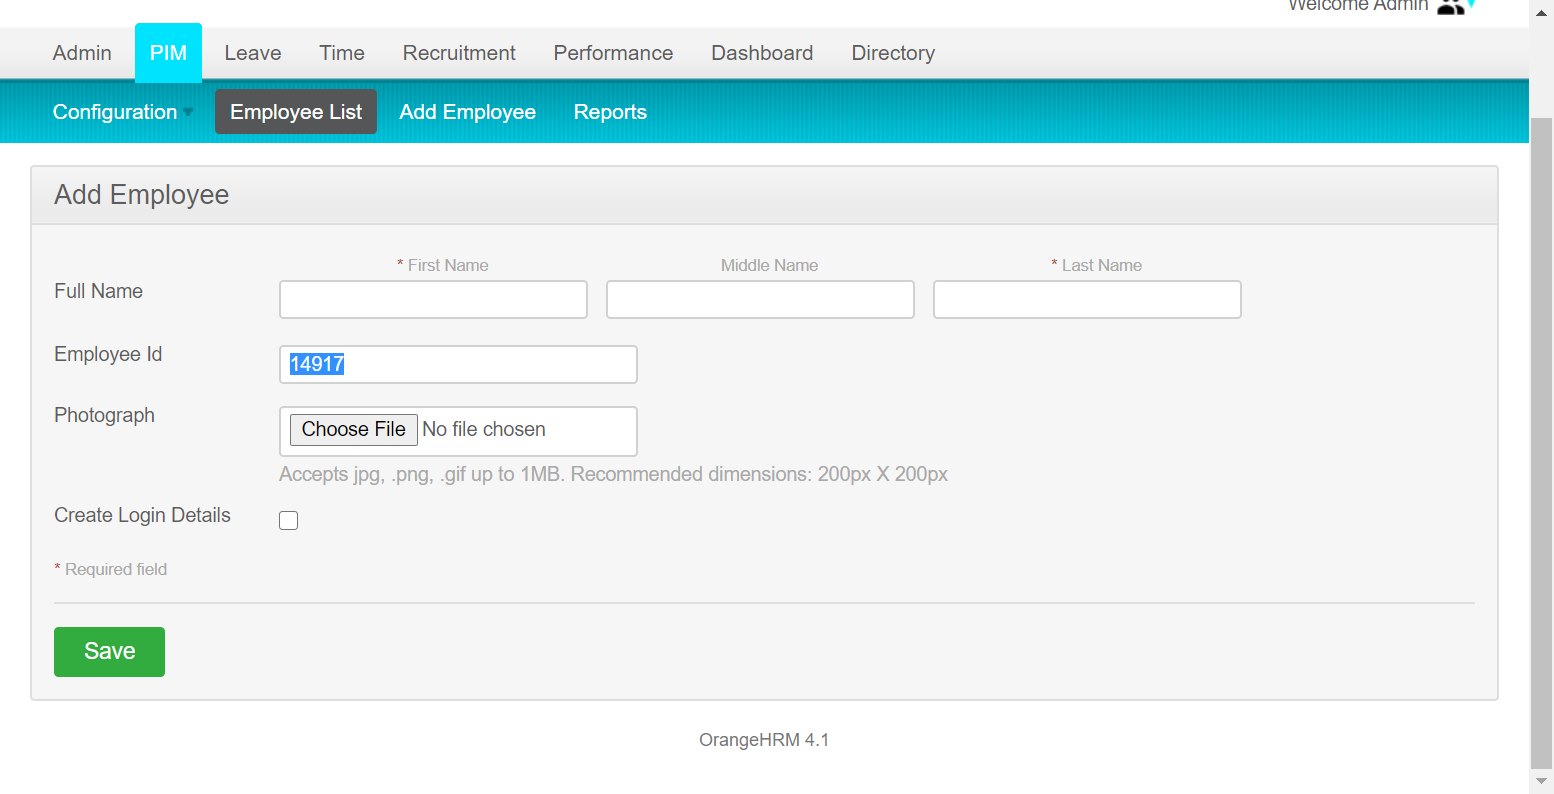 Welcome Admin
Admin PIM Leave Time Recruitment Performance Dashboard Directory
Configuration Employee List Add Employee Reports
Add Employee
* First Name Middle Name * Last Name
Full Name
Employee Id 14917
Photograph Choose File No file chosen
Accepts jpg, .png, .gif up to 1MB. Recommended dimensions: 200px X 200px
Create Login Details
* Required field
Save
OrangeHRM 4.1